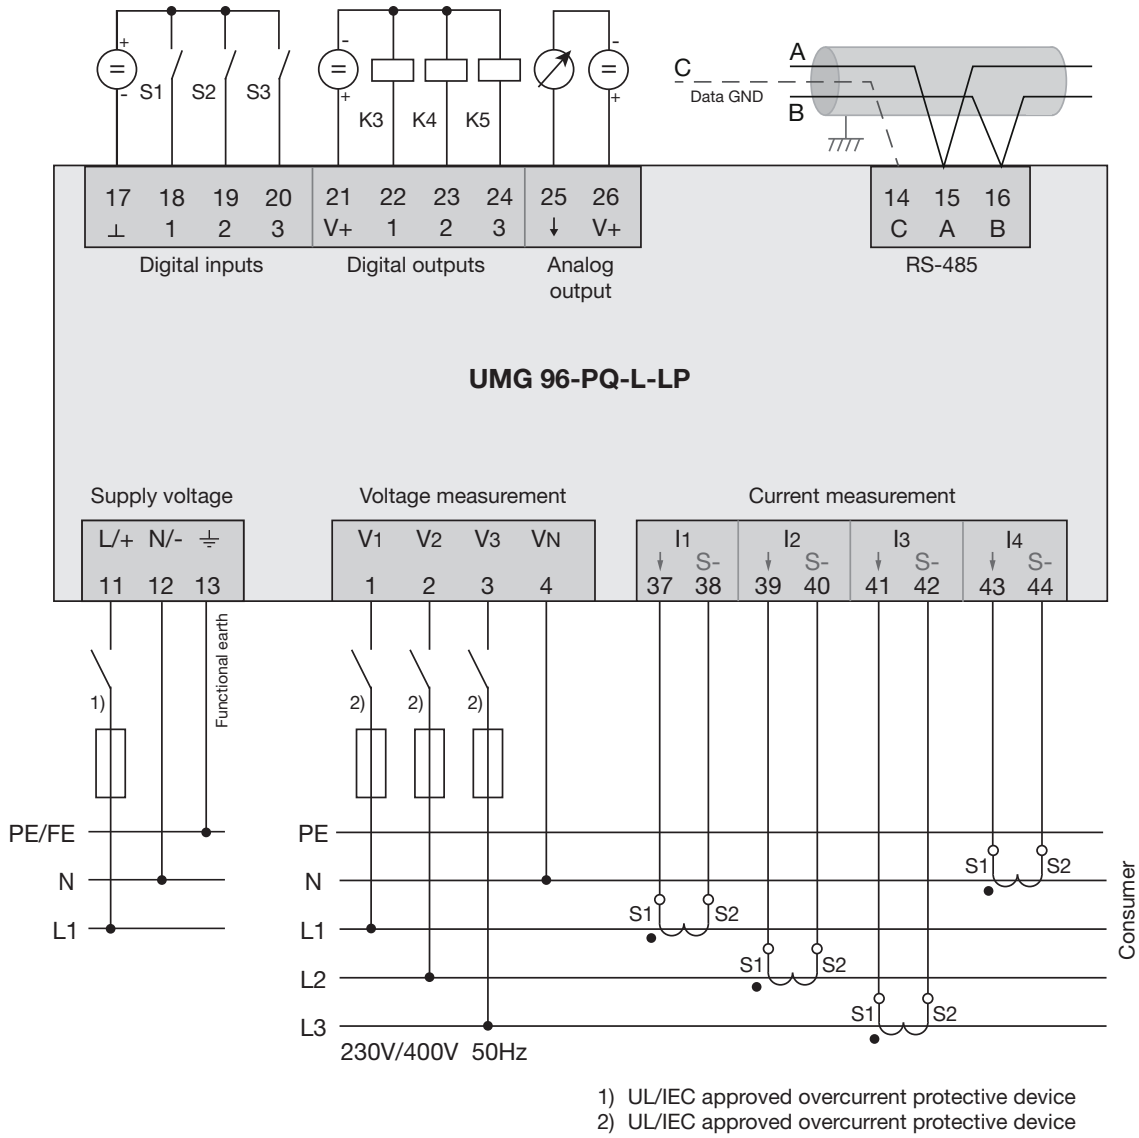 + - + - + - +
S1 S2 S3 K3 K4 K5
C Data GND A B
17 18 19 20 21 22 23 24 25 26 14 15 16
⊥ 1 2 3 V+ 1 2 3 ↓ V+ C A B
Digital inputs
Digital outputs
Analog
output
RS-485
UMG 96-PQ-L-LP
Supply voltage
Voltage measurement
Current measurement
L/+ N/- V1 V2 V3 VN I1 I2 I3 I4
↓ S- ↓ S- ↓ S- ↓ S-
11 12 13 1 2 3 4 37 38 39 40 41 42 43 44
Functional earth
1) 2) 2) 2)
PE/FE
N
L1
PE
N
L1
L2
L3
S1 S2
S1 S2
S1 S2
S1 S2
Consumer
230V/400V 50Hz
1) UL/IEC approved overcurrent protective device
2) UL/IEC approved overcurrent protective device